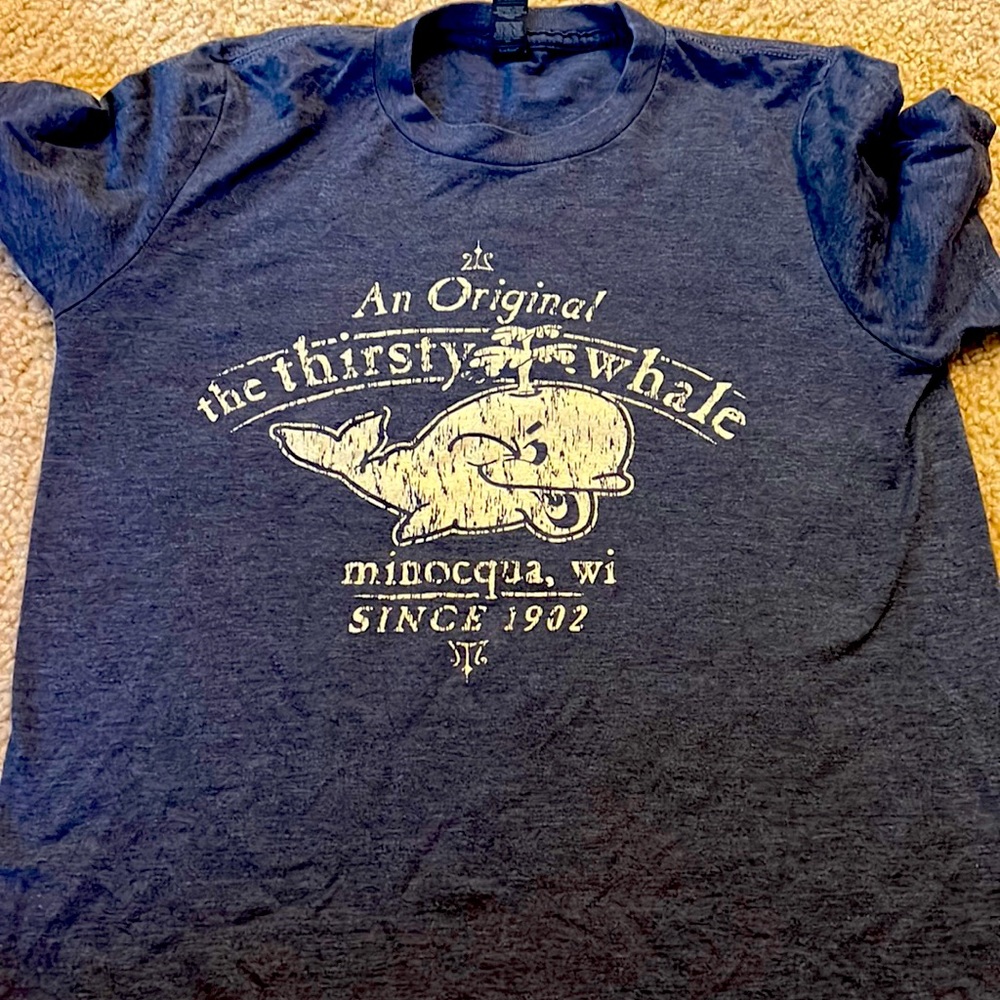 An Original
the thirsty whale
minocqua, wi
SINCE 1902